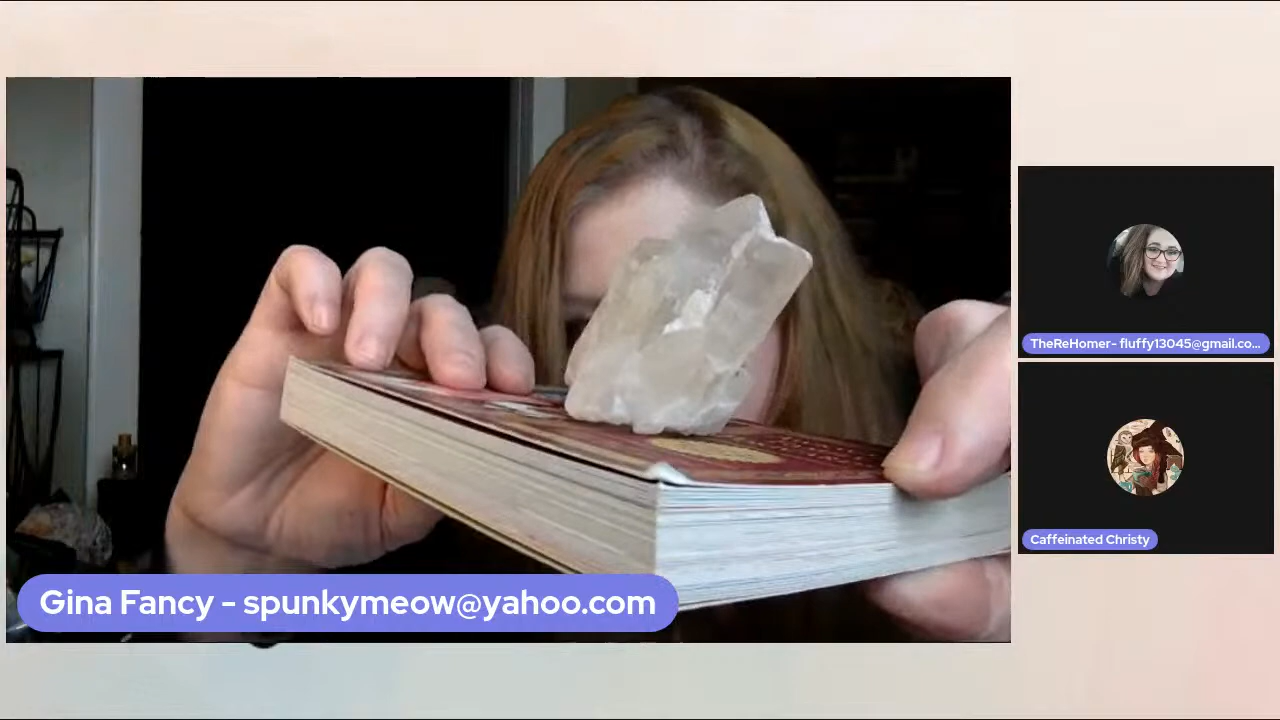 Gina Fancy - spunkymeow@yahoo.com
TheReHomer- fluffy13045@gmail.co...
Caffeinated Christy